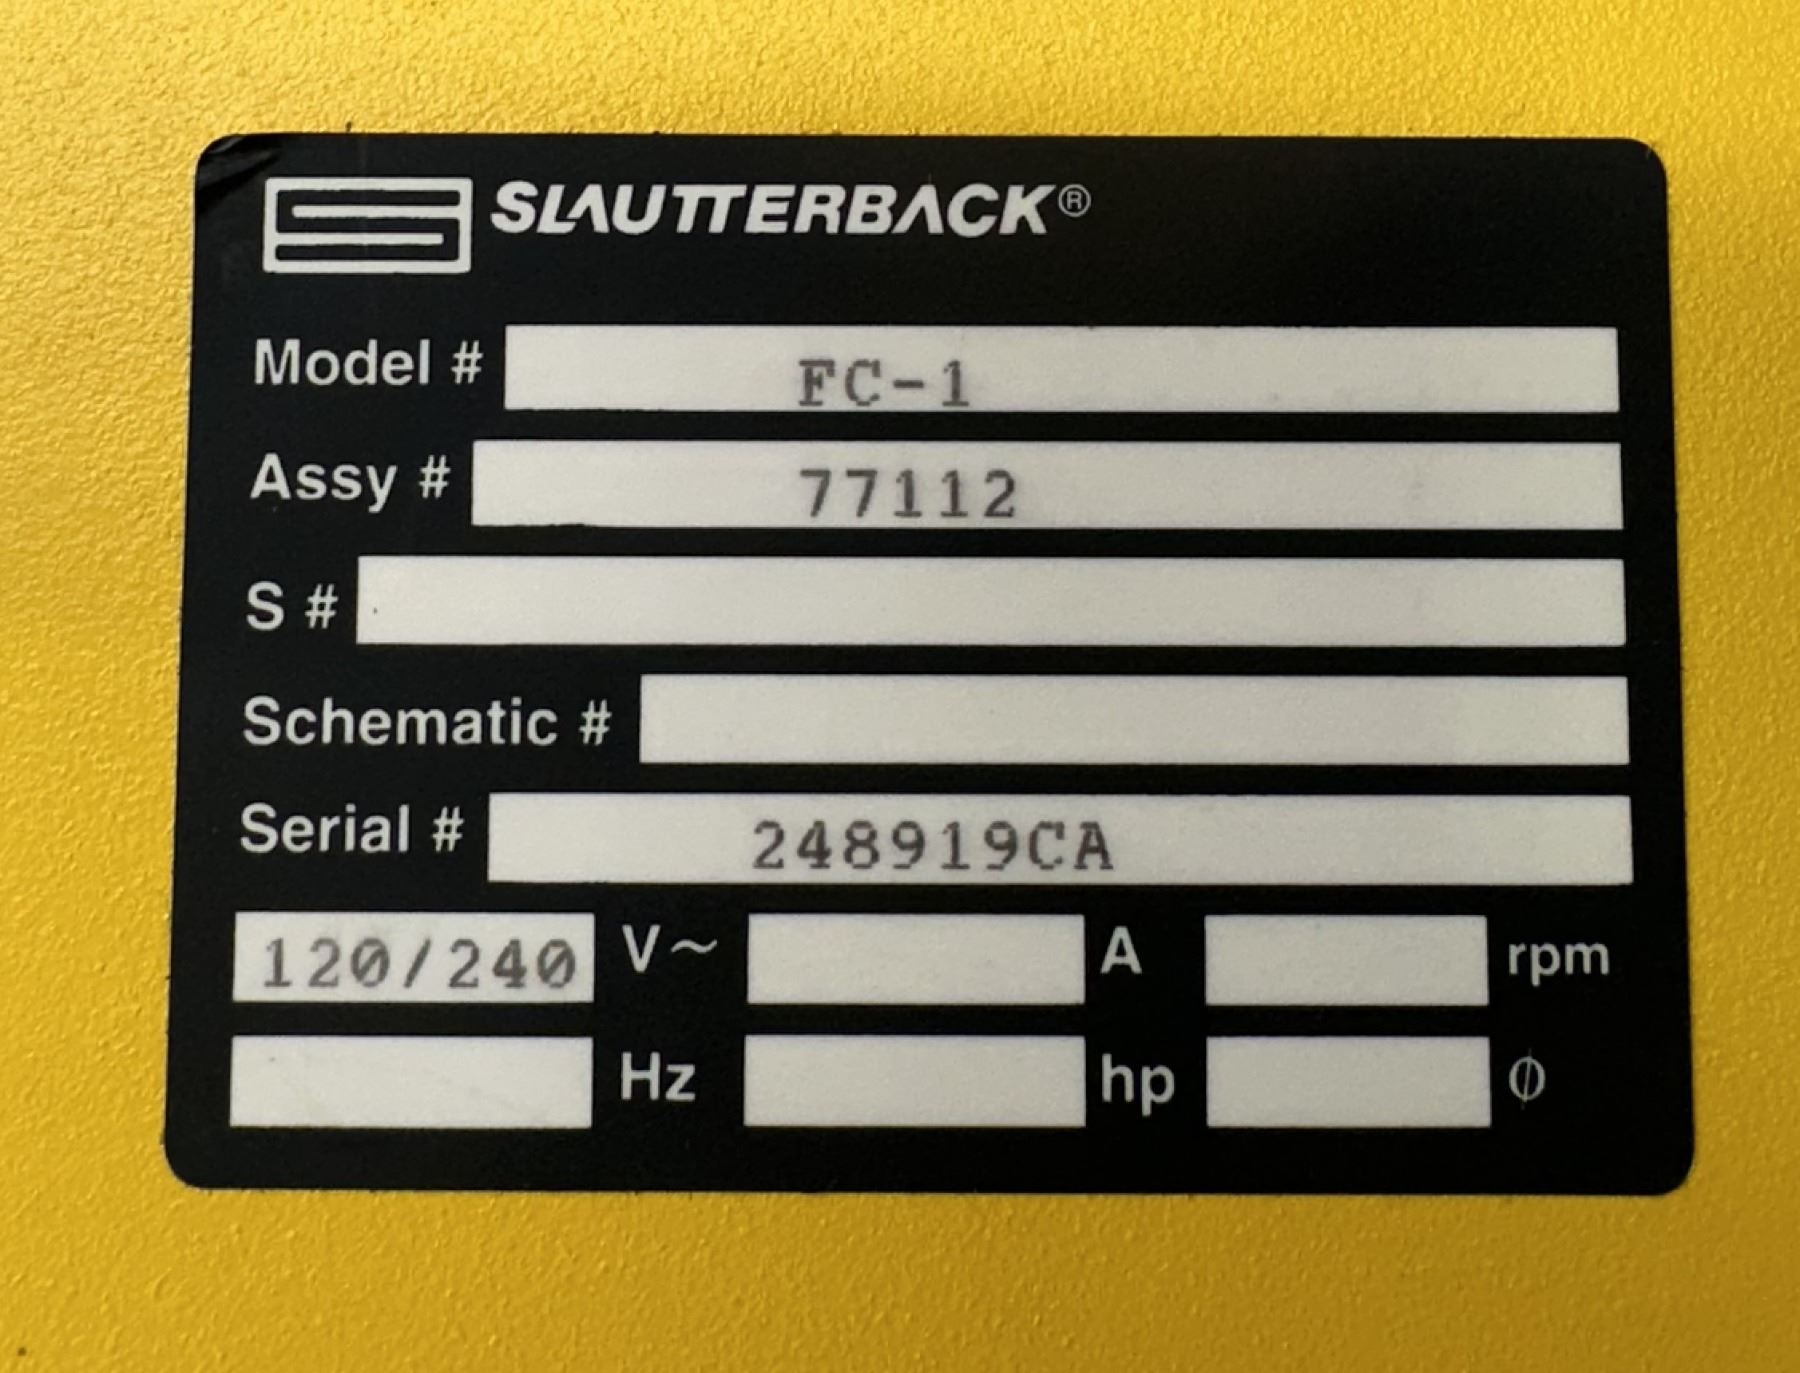 SLAUTTERBACK®
Model # FC-1
Assy # 77112
S #
Schematic #
Serial # 248919CA
120/240 V~ A rpm
Hz hp ϕ